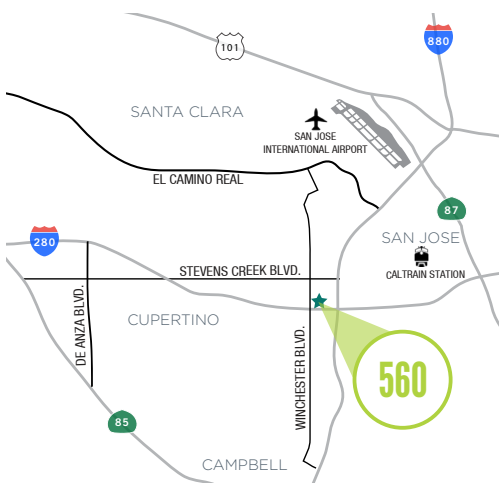 101
880
SANTA CLARA
SAN JOSE
INTERNATIONAL AIRPORT
EL CAMINO REAL
87
SAN JOSE
280
STEVENS CREEK BLVD.
CALTRAIN STATION
DE ANZA BLVD.
CUPERTINO
WINCHESTER BLVD.
560
85
CAMPBELL